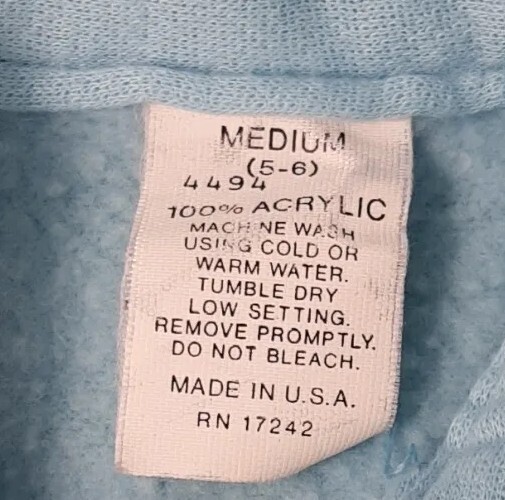 MEDIUM
(5-6)
4494
100% ACRYLIC
MACHINE WASH
USING COLD OR
WARM WATER.
TUMBLE DRY
LOW SETTING.
REMOVE PROMPTLY.
DO NOT BLEACH.
MADE IN U.S.A.
RN 17242